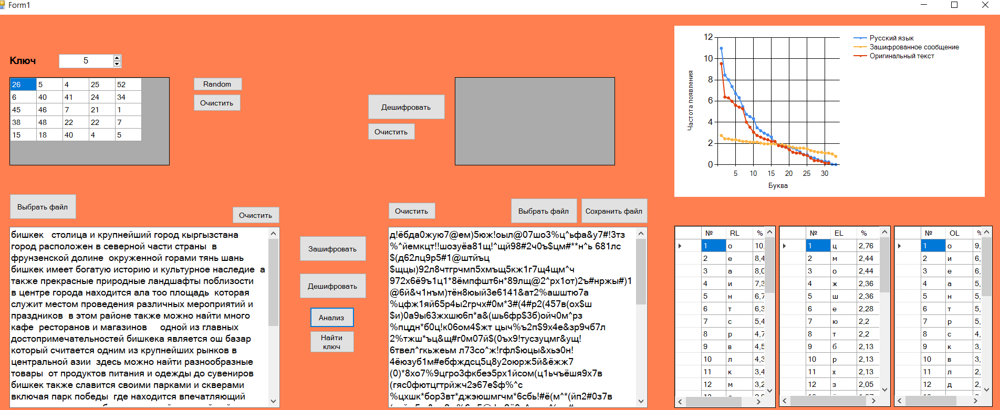 Form1
Ключ
5
26 5 4 25 52
6 40 41 24 34
45 46 7 21 1
38 48 22 22 7
15 18 40 4 5
Random
Очистить
Дешифровать
Очистить
12
10
8
6
4
2
0
5 10 15 20 25 30
Частота появления
Буква
Русский язык
Зашифрованное сообщение
Оригинальный текст
Выбрать файл
Очистить
бишкек столица и крупнейший город кыргызстана
город расположен в северной части страны в
фрунзенской долине окруженной горами тянь шань
бишкек имеет богатую историю и культурное наследие а
также прекрасные природные ландшафты поблизости
в центре города находится ала тоо площадь которая
служит местом проведения различных мероприятий и
праздников в этом районе также можно найти много
кафе ресторанов и магазинов одной из главных
достопримечательностей бишкека является ош базар
который считается одним из крупнейших рынков в
центральной азии здесь можно найти разнообразные
товары от продуктов питания и одежды до сувениров
бишкек также славится своими парками и скверами
включая парк победы где находится впечатляющий
Зашифровать
Дешифровать
Анализ
Найти
ключ
Очистить
Выбрать файл
Сохранить файл
д!ёбда0жую7@ем)5юж!оыл@07шо3%ц^ьфа&у7#!3тз
%^йемкцт!!шозуёа81щ!^щй98#2ч0ъ$цм#**н^ь 681лс
$(д62лц9р5#1@штйъц
$щцы)92л8чтгрчмп5хмъщ5кж1г7щ4щм^ч
972х6ё9ъ1ц1*8ёмпфшт6н*89лщ@2^рх1от)2ъ#нржы#)1
@6й&ч1нъм)тён8юый3е6141&ат2%ашштю7а
%цфж1яй65р4ы2грчх#0м*3#(4#р2(457в(ох$ш
$и)0а9ы63жхшю6п*а&(шь6фр$3б)ойч0м^рз
%пцдн*б0ц!к06ом4$жт цыч%ъ2п$9х4е&зр9чб7л
2%тжш*ъц&щ#г0м07й$(0ъх9!тусзуцмг&ущ!
6твел^гкьжеьм л73со^ж!гфл$юцы&хьэ0н!
4ёюзуб1м#ебфждсц5ц8у2оюрж5й&ёжж7
(0)*8хо7%9цгро3фкбеэ5рх1йсом(ц1ьчъёшя9х7в
(гяс0фютцгтрйжч2э67е$ф%^с
%цхшк*бор3вт*джэюшмгчм*6сбь!#ё(м^*(йп2#0з7в
№ RL %
1 о 10,
2 е 8,4
3 а 8,0
4 и 7,3
5 н 6,7
6 т 6,3
7 с 5,4
8 р 4,7
9 в 4,5
10 л 4,3
11 к 3,4
12 м 3,2
№ EL %
1 ц 2,76
2 м 2,44
3 о 2,44
4 ж 2,36
5 ш 2,36
6 е 2,28
7 ю 2,2
8 т 2,2
9 б 2,13
10 р 2,13
11 х 2,13
12 з 2,05
№ OL %
1 о 9,
2 и 6,
3 е 6,
4 а 5,
5 н 5,
6 т 5,
7 р 5,
8 с 4,
9 к 3,
10 в 3,
11 л 2,
12 д 2,